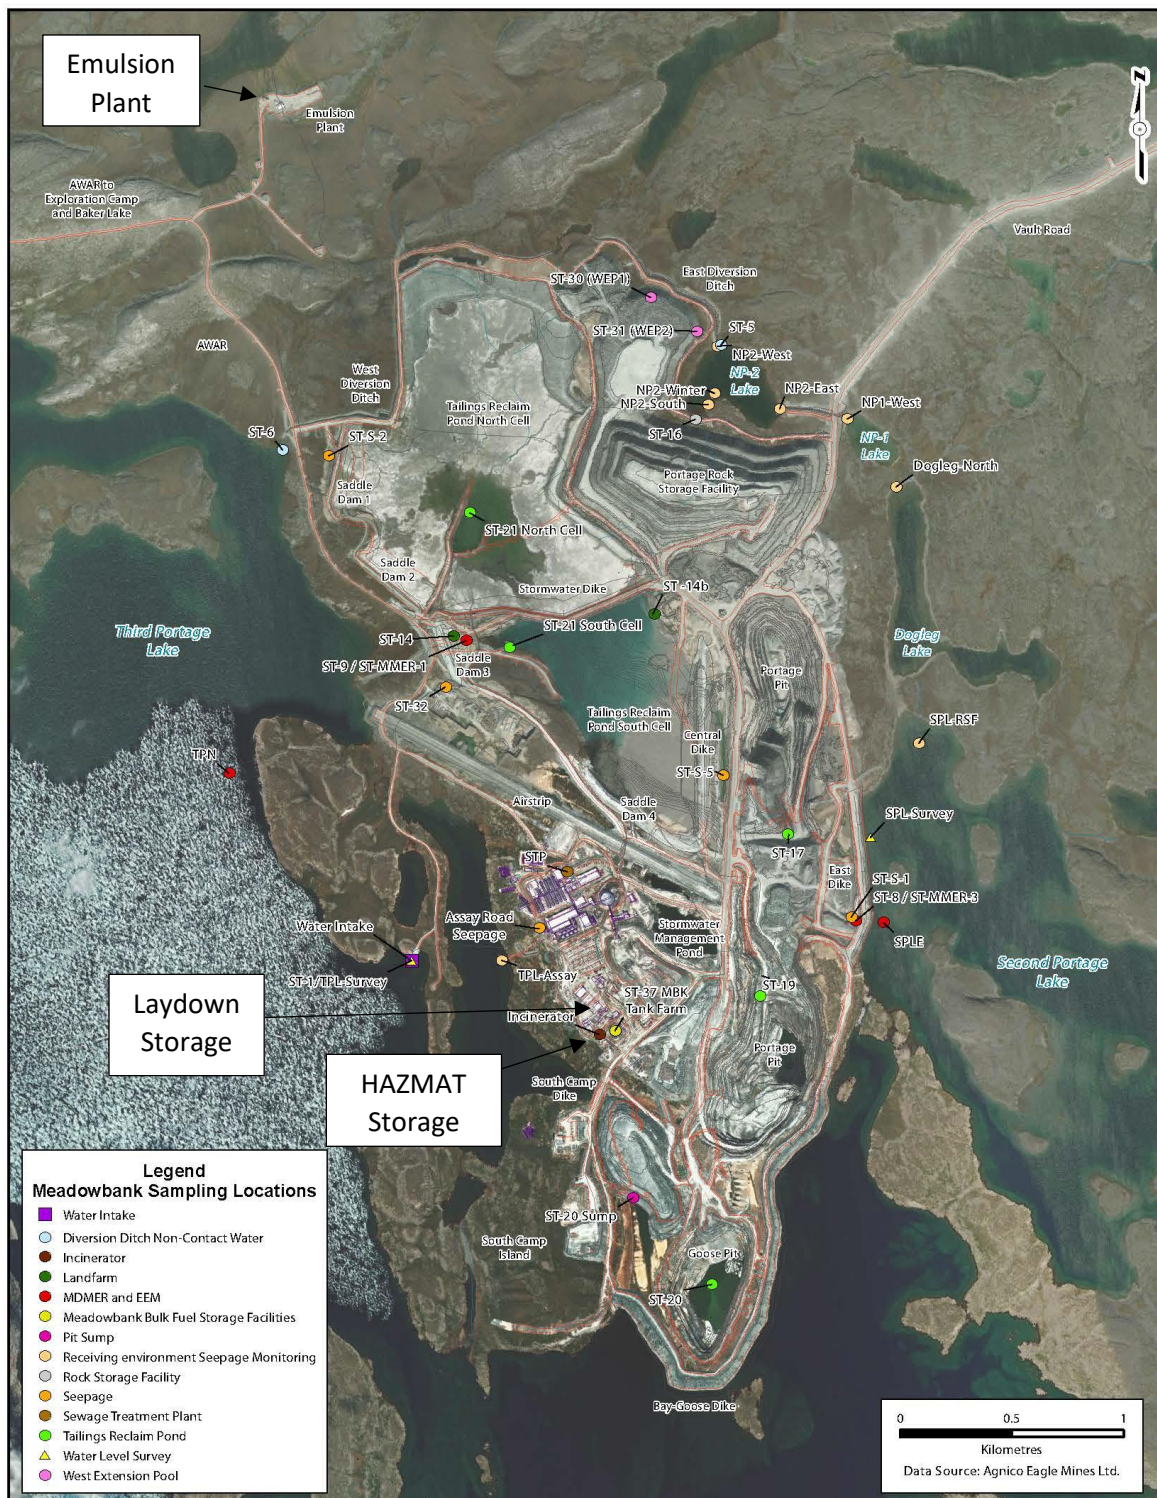 Emulsion
Plant
Emulsion
Plant
N
AWAR to
Exploration Camp
and Baker Lake
Vault Road
East Diversion
Ditch
ST-30 (WEP1)
ST-31 (WEP2)
ST-5
NP2-West
NP-2
Lake
AWAR
West
Diversion
Ditch
NP2-Winter
NP2-South
NP2-East
NP1-West
Tailings Reclaim
Pond North Cell
ST-16
NP-1
Lake
ST-6
ST-S-2
Saddle
Dam 1
Portage Rock
Storage Facility
Dogleg-North
ST-21 North Cell
Saddle
Dam 2
Stormwater Dike
ST -14b
Third Portage
Lake
ST-14
ST-21 South Cell
ST-9 / ST-MMER-1
Saddle
Dam 3
Dogleg
Lake
Portage
Pit
ST-32
Tailings Reclaim
Pond South Cell
SPL-RSF
Central
Dike
TPN
ST-S-5
Airstrip
Saddle
Dam 4
SPL-Survey
ST-17
STP
East
Dike
ST-S-1
ST-8 / ST-MMER-3
Assay Road
Seepage
Stormwater
Management
Pond
SPLE
Water Intake
ST-1/TPL-Survey
TPL-Assay
Second Portage
Lake
ST-19
ST-37 MBK
Tank Farm
Laydown
Storage
Incinerator
Portage
Pit
HAZMAT
Storage
South Camp
Dike
ST-20 Sump
South Camp
Island
Goose Pit
ST-20
Bay-Goose Dike
Legend
Meadowbank Sampling Locations
Water Intake
Diversion Ditch Non-Contact Water
Incinerator
Landfarm
MDMER and EEM
Meadowbank Bulk Fuel Storage Facilities
Pit Sump
Receiving environment Seepage Monitoring
Rock Storage Facility
Seepage
Sewage Treatment Plant
Tailings Reclaim Pond
Water Level Survey
West Extension Pool
0 0.5 1
Kilometres
Data Source: Agnico Eagle Mines Ltd.